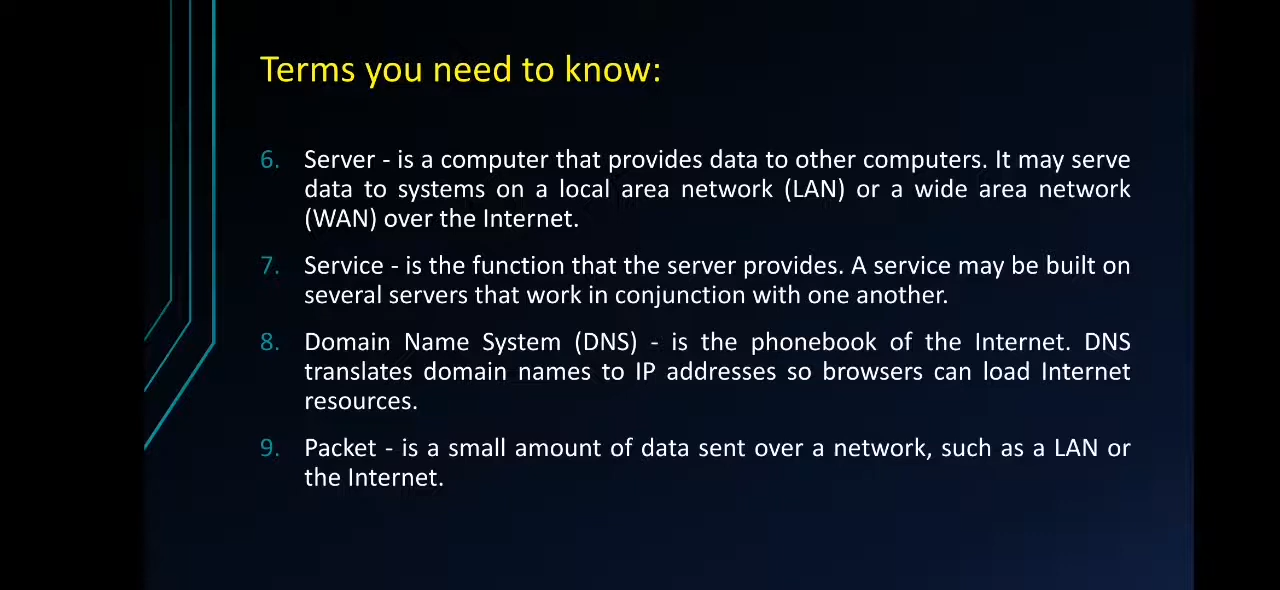 Terms you need to know:
6. Server - is a computer that provides data to other computers. It may serve
data to systems on a local area network (LAN) or a wide area network
(WAN) over the Internet.
7. Service - is the function that the server provides. A service may be built on
several servers that work in conjunction with one another.
8. Domain Name System (DNS) - is the phonebook of the Internet. DNS
translates domain names to IP addresses so browsers can load Internet
resources.
9. Packet - is a small amount of data sent over a network, such as a LAN or
the Internet.